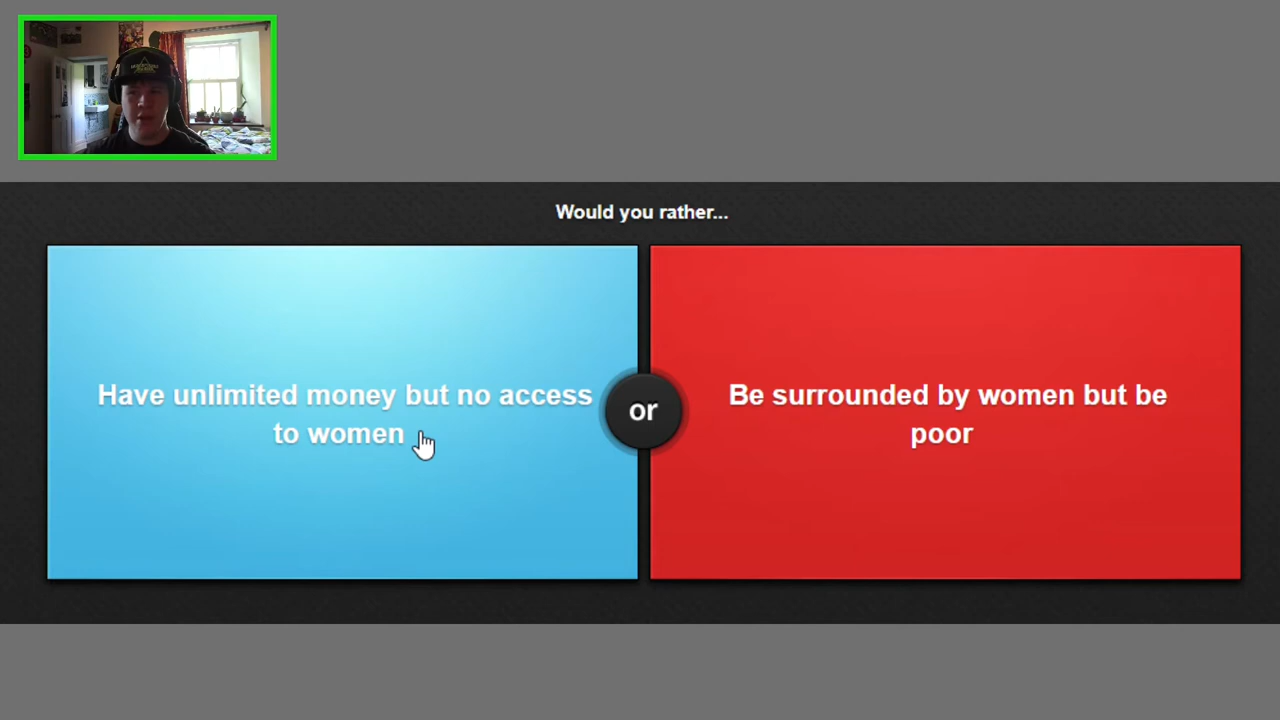 Would you rather...
Have unlimited money but no access
to women
or
Be surrounded by women but be
poor